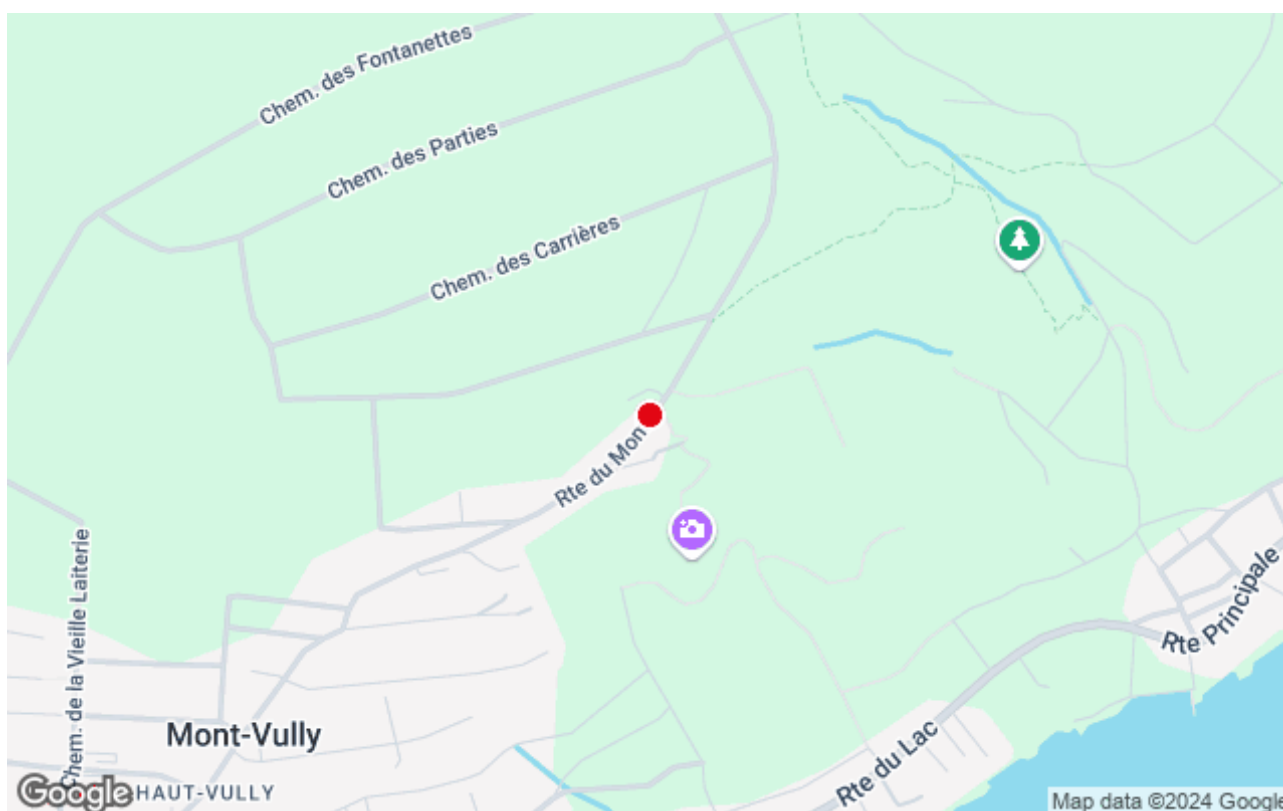 Chem. des Fontanettes
Chem. des Parties
Chem. des Carrières
Rte du Mon
Chem. de la Vieille Laiterie
Rte Principale
Mont-Vully
Rte du Lac
HAUT-VULLY
Google
Map data ©2024 Google